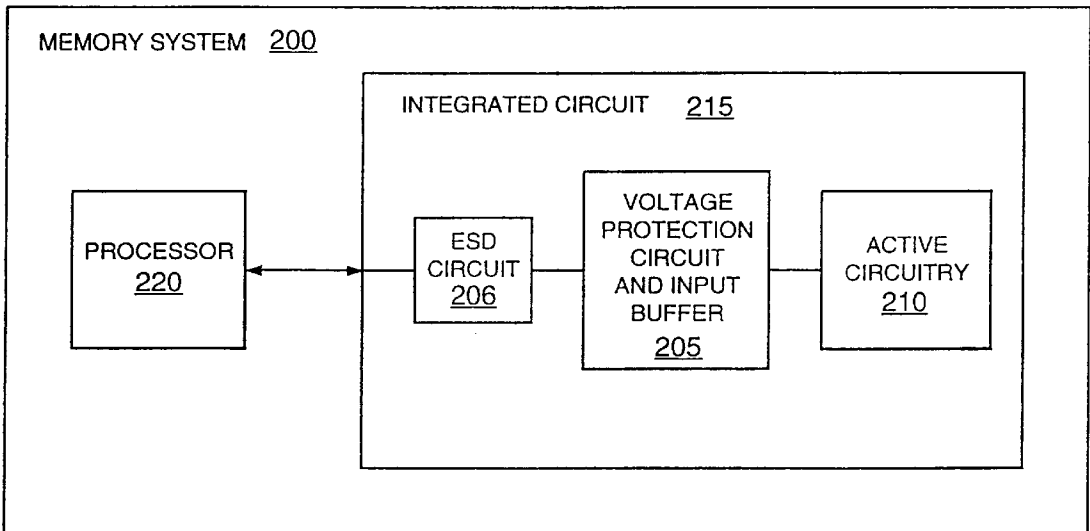 MEMORY SYSTEM 200
INTEGRATED CIRCUIT 215
PROCESSOR
220
ESD
CIRCUIT
206
VOLTAGE
PROTECTION
CIRCUIT
AND INPUT
BUFFER
205
ACTIVE
CIRCUITRY
210